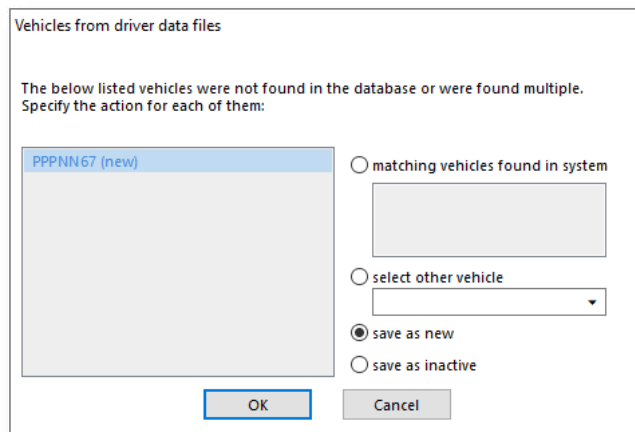 Vehicles from driver data files
The below listed vehicles were not found in the database or were found multiple.
Specify the action for each of them:
PPPNN67 (new)
matching vehicles found in system
select other vehicle
save as new
save as inactive
OK
Cancel